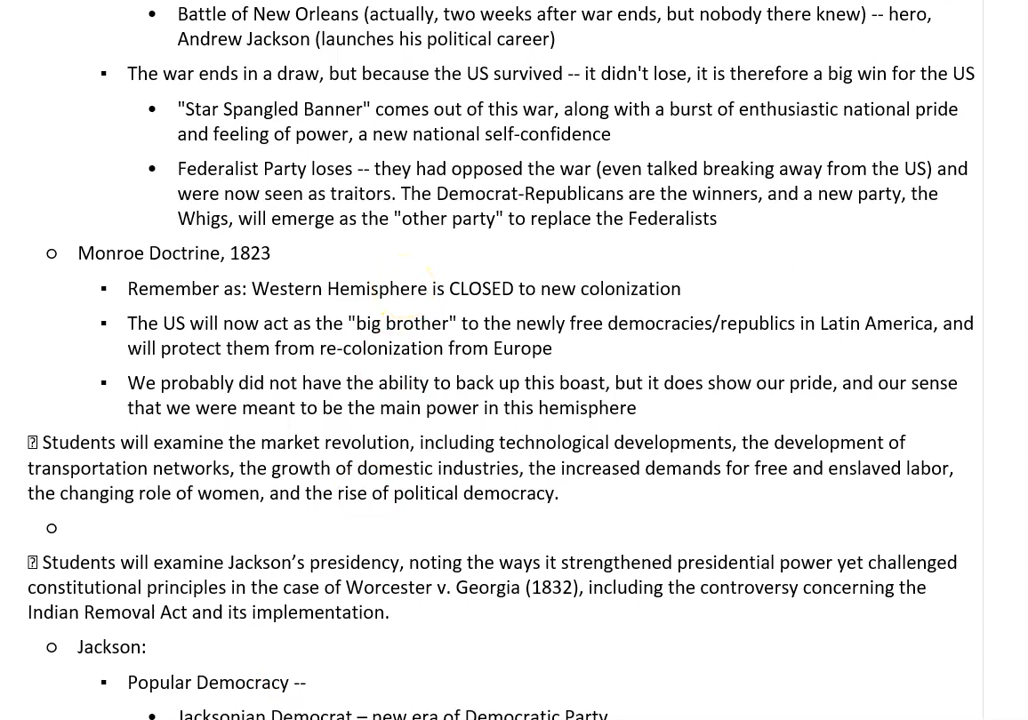 • Battle of New Orleans (actually, two weeks after war ends, but nobody there knew) -- hero,
Andrew Jackson (launches his political career)
▪ The war ends in a draw, but because the US survived -- it didn't lose, it is therefore a big win for the US
• "Star Spangled Banner" comes out of this war, along with a burst of enthusiastic national pride
and feeling of power, a new national self-confidence
• Federalist Party loses -- they had opposed the war (even talked breaking away from the US) and
were now seen as traitors. The Democrat-Republicans are the winners, and a new party, the
Whigs, will emerge as the "other party" to replace the Federalists
o Monroe Doctrine, 1823
▪ Remember as: Western Hemisphere is CLOSED to new colonization
▪ The US will now act as the "big brother" to the newly free democracies/republics in Latin America, and
will protect them from re-colonization from Europe
▪ We probably did not have the ability to back up this boast, but it does show our pride, and our sense
that we were meant to be the main power in this hemisphere
⍰ Students will examine the market revolution, including technological developments, the development of
transportation networks, the growth of domestic industries, the increased demands for free and enslaved labor,
the changing role of women, and the rise of political democracy.
o
⍰ Students will examine Jackson’s presidency, noting the ways it strengthened presidential power yet challenged
constitutional principles in the case of Worcester v. Georgia (1832), including the controversy concerning the
Indian Removal Act and its implementation.
o Jackson:
▪ Popular Democracy --
• Jacksonian Democrat – new era of Democratic Party